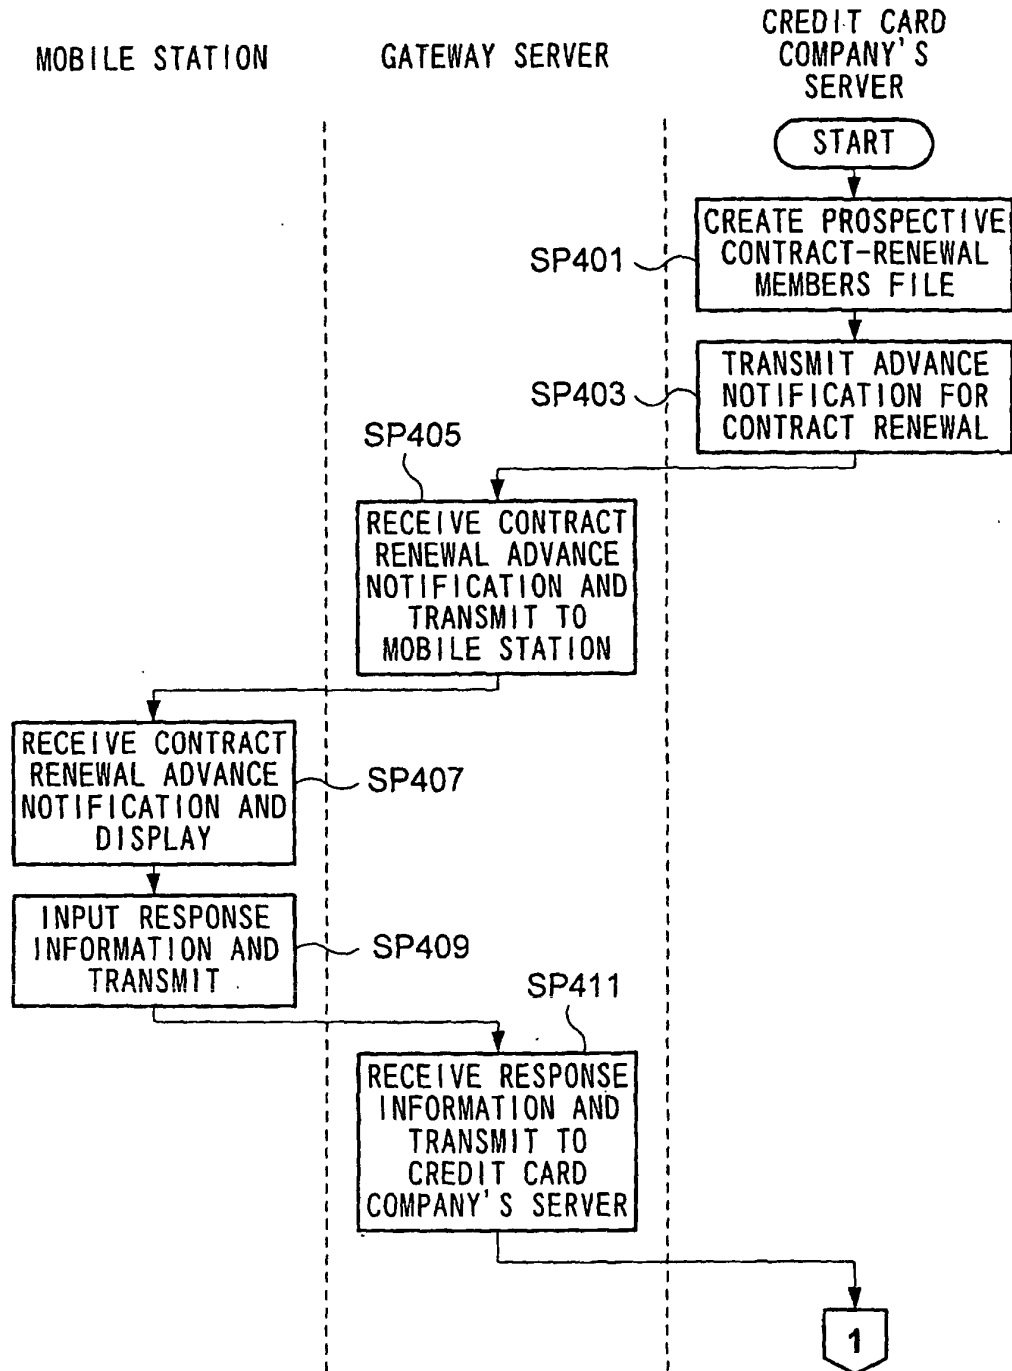 MOBILE STATION
GATEWAY SERVER
CREDIT CARD
COMPANY'S
SERVER
START
CREATE PROSPECTIVE
CONTRACT-RENEWAL
MEMBERS FILE
SP401
TRANSMIT ADVANCE
NOTIFICATION FOR
CONTRACT RENEWAL
SP403
SP405
RECEIVE CONTRACT
RENEWAL ADVANCE
NOTIFICATION AND
TRANSMIT TO
MOBILE STATION
RECEIVE CONTRACT
RENEWAL ADVANCE
NOTIFICATION AND
DISPLAY
SP407
INPUT RESPONSE
INFORMATION AND
TRANSMIT
SP409
SP411
RECEIVE RESPONSE
INFORMATION AND
TRANSMIT TO
CREDIT CARD
COMPANY'S SERVER
1